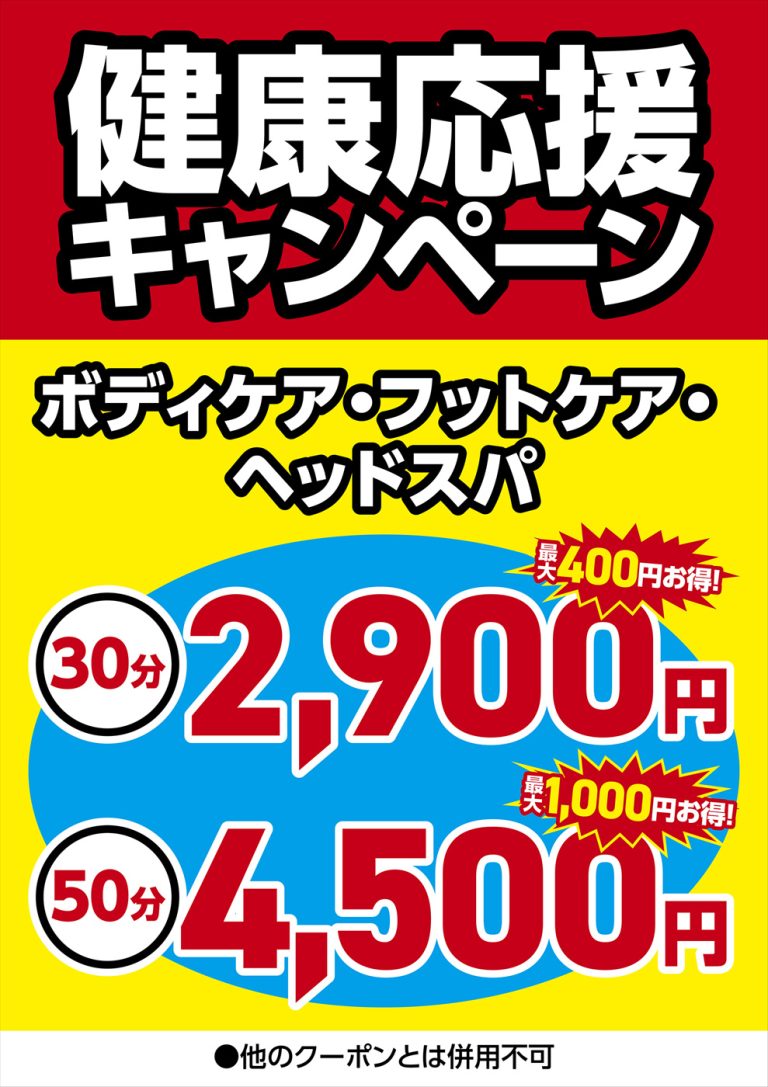 健康応援
キャンペーン
ボディケア・フットケア・
ヘッドスパ
最大400円お得!
30分 2,900円
最大1,000円お得!
50分 4,500円
●他のクーポンとは併用不可